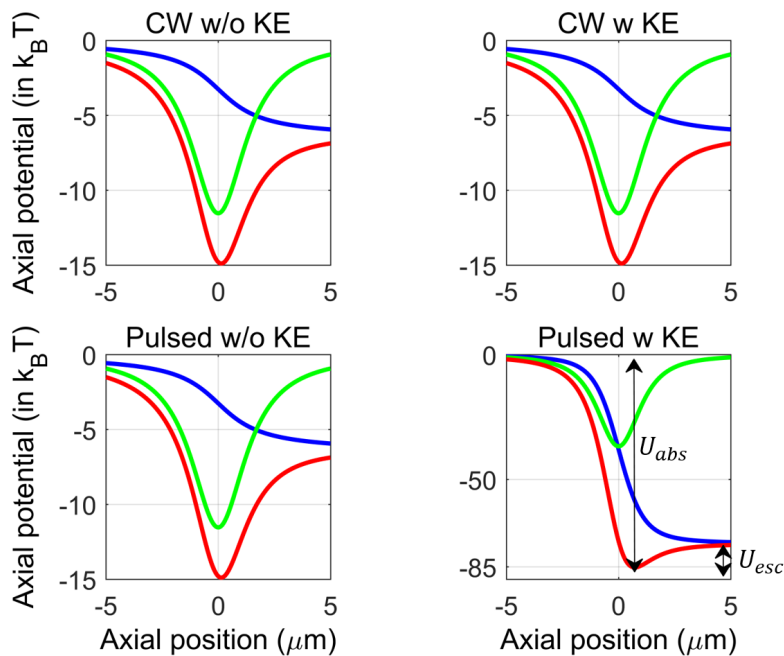 CW w/o KE
CW w KE
Axial potential (in k_BT)
0
-5
-10
-15
-5
0
5
0
-5
-10
-15
-5
0
5
Pulsed w/o KE
Pulsed w KE
Axial potential (in k_BT)
0
-5
-10
-15
-5
0
5
Axial position (μm)
0
-50
-85
U_abs
U_esc
-5
0
5
Axial position (μm)